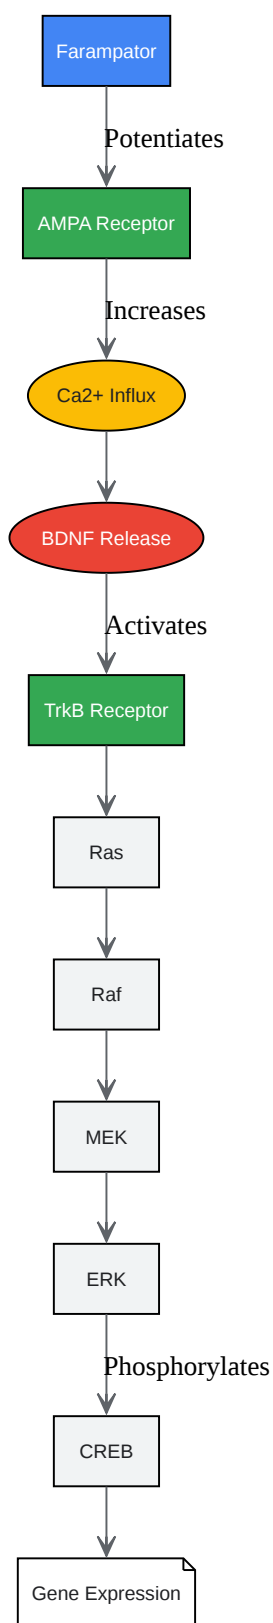 Farampator
Potentiates
AMPA Receptor
Increases
Ca2+ Influx
BDNF Release
Activates
TrkB Receptor
Ras
Raf
MEK
ERK
Phosphorylates
CREB
Gene Expression